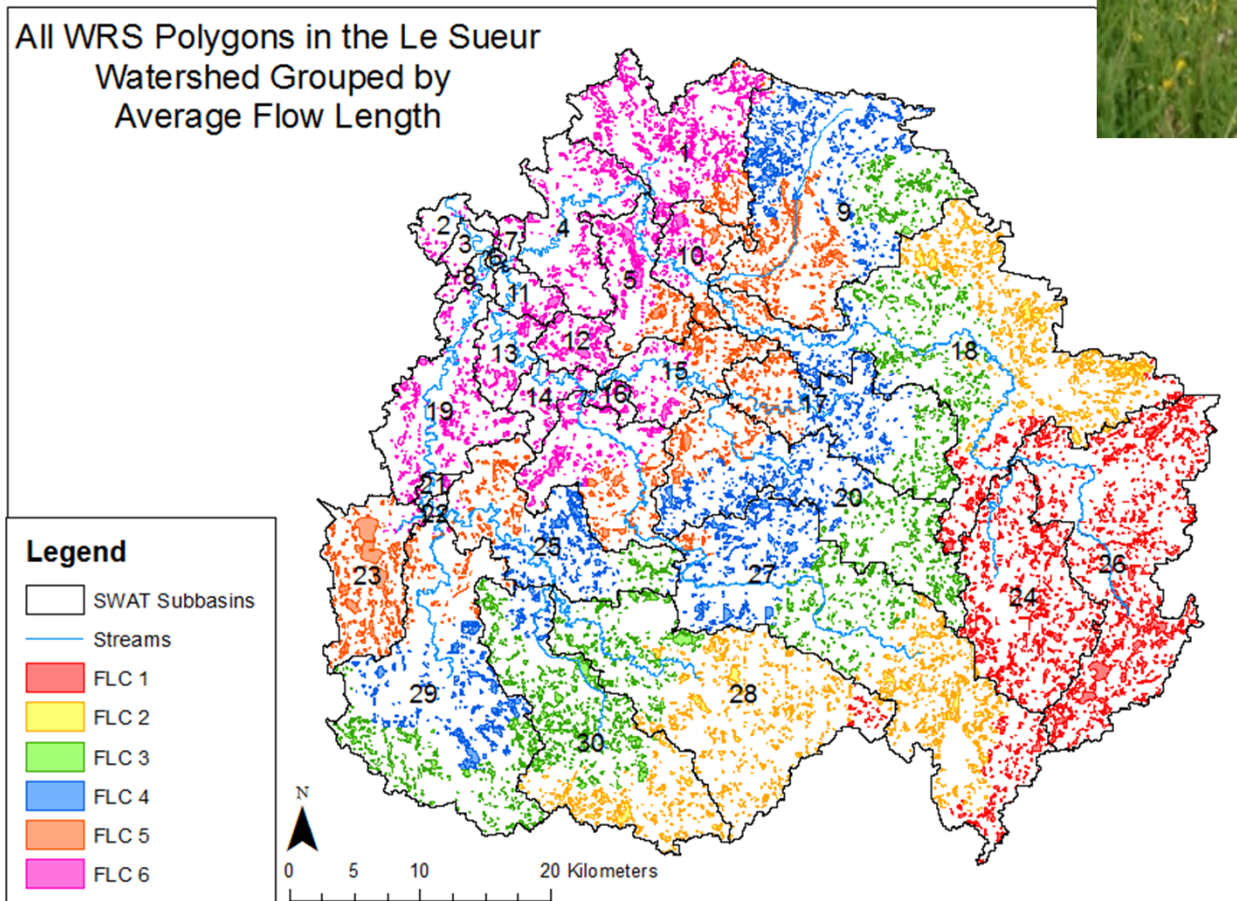 All WRS Polygons in the Le Sueur
Watershed Grouped by
Average Flow Length
1
2
3
4
7
6
9
8
5
10
11
12
13
18
15
14
16
17
19
21
20
22
25
23
27
26
24
29
28
30
Legend
SWAT Subbasins
Streams
FLC 1
FLC 2
FLC 3
FLC 4
FLC 5
FLC 6
N
0 5 10 20 Kilometers